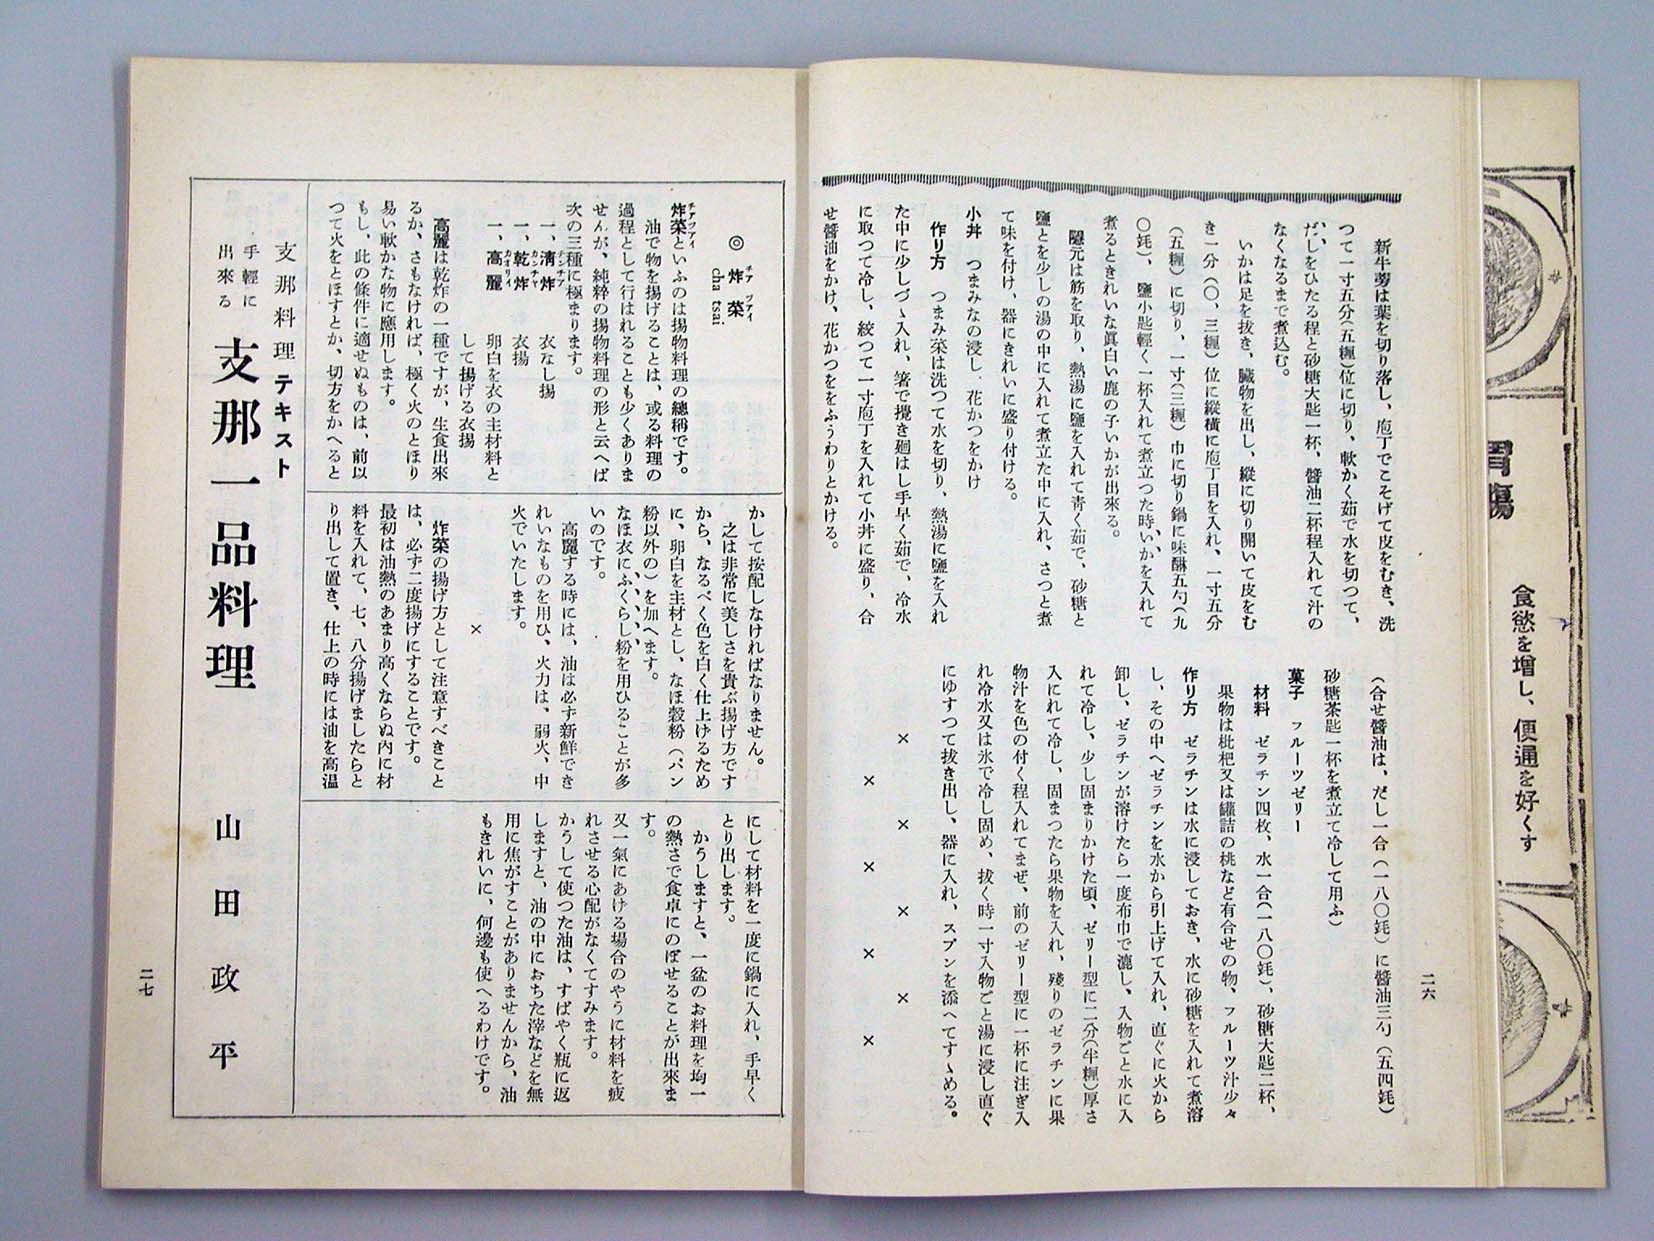 新牛蒡は葉を切り落し、庖丁でこそげて皮をむき、洗
つて一寸五分(五糎)位に切り、軟かく茹で水を切つて、
だしをひたる程と砂糖大匙一杯、醤油二杯程入れて汁の
なくなるまで煮込む。
いかは足を抜き、臓物を出し、縦に切り開いて皮をむ
き一分(〇、三糎)位に縦横に庖丁目を入れ、一寸五分
(五糎)に切り、一寸(三糎)巾に切り鍋に味醂五勺(九
〇竓)、鹽小匙輕く一杯入れて煮立つた時、いかを入れて
煮るときれいな眞白い鹿の子いかが出來る。
隠元は筋を取り、熱湯に鹽を入れて青く茹で、砂糖と
鹽とを少しの湯の中に入れて煮立た中に入れ、さつと煮
て味を付け、器にきれいに盛り付ける。
小丼 つまみなの浸し、花かつをかけ
作り方 つまみ菜は洗つて水を切り、熱湯に鹽を入れ
た中に少しづゝ入れ、箸で攪き廻はし手早く茹で、冷水
に取つて冷し、絞つて一寸庖丁を入れて小丼に盛り、合
せ醤油をかけ、花かつををふうわりとかける。
(合せ醤油は、だし一合(一八〇竓)に醤油三勺(五四竓)
砂糖茶匙一杯を煮立て冷して用ふ)
菓子 フルーツゼリー
材料 ゼラチン四枚、水一合(一八〇竓)、砂糖大匙二杯、
果物は枇杷又は罐詰の桃など有合せの物、フルーツ汁少々
作り方 ゼラチンは水に浸しておき、水に砂糖を入れて煮溶
し、その中へゼラチンを水から引上げて入れ、直ぐに火から
卸し、ゼラチンが溶けたら一度布巾で漉し、入物ごと水に入
れて冷し、少し固まりかけた頃、ゼリー型に二分(半糎)厚さ
入にれて冷し、固まつたら果物を入れ、殘りのゼラチンに果
物汁を色の付く程入れてまぜ、前のゼリー型に一杯に注ぎ入
れ冷水又は氷で冷し固め、抜く時一寸入物ごと湯に浸し直ぐ
にゆすつて抜き出し、器に入れ、スプンを添へてすゝめる。
× × × × × × × ×
二六
食慾を増し、便通を好くす
支那料理テキスト
手輕に
出來る
支那一品料理
山田政平
◎炸菜
チアツアイ
cha tsai
炸菜といふのは揚物料理の總稱です。
チアツアイ
油で物を揚げることは、或る料理の
過程として行はれることも少くありま
せんが、純粋の揚物料理の形と云へば
次の三種に極まります。
一、淸炸 衣なし揚
一、乾炸 衣揚
一、高麗 卵白を衣の主材料と
して揚げる衣揚
高麗は乾炸の一種ですが、生食出來
るか、さもなければ、極く火のとほり
易い軟かな物に應用します。
もし、此の條件に適せぬものは、前以
つて火をとほすとか、切方をかへると
かして按配しなければなりません。
之は非常に美しさを貴ぶ揚げ方です
から、なるべく色を白く仕上げるため
に、卵白を主材とし、なほ穀粉(パン
粉以外の)を加へます。
なほ衣にふくらし粉を用ひることが多
いのです。
高麗する時には、油は必ず新鮮でき
れいなものを用ひ、火力は、弱火、中
火でいたします。
×
炸菜の揚げ方として注意すべきこと
は、必ず二度揚げにすることです。
最初は油熱のあまり高くならぬ内に材
料を入れて、七、八分揚げましたらと
り出して置き、仕上の時には油を高温
にして材料を一度に鍋に入れ、手早く
とり出します。
かうしますと、一盆のお料理を均一
の熱さで食卓にのぼせることが出來ま
す。
又一氣にあける場合のやうに材料を疲
れさせる心配がなくてすみます。
かうして使つた油は、すばやく瓶に返
しますと、油の中におちた滓などを無
用に焦がすことがありませんから、油
もきれいに、何邊も使へるわけです。
二七